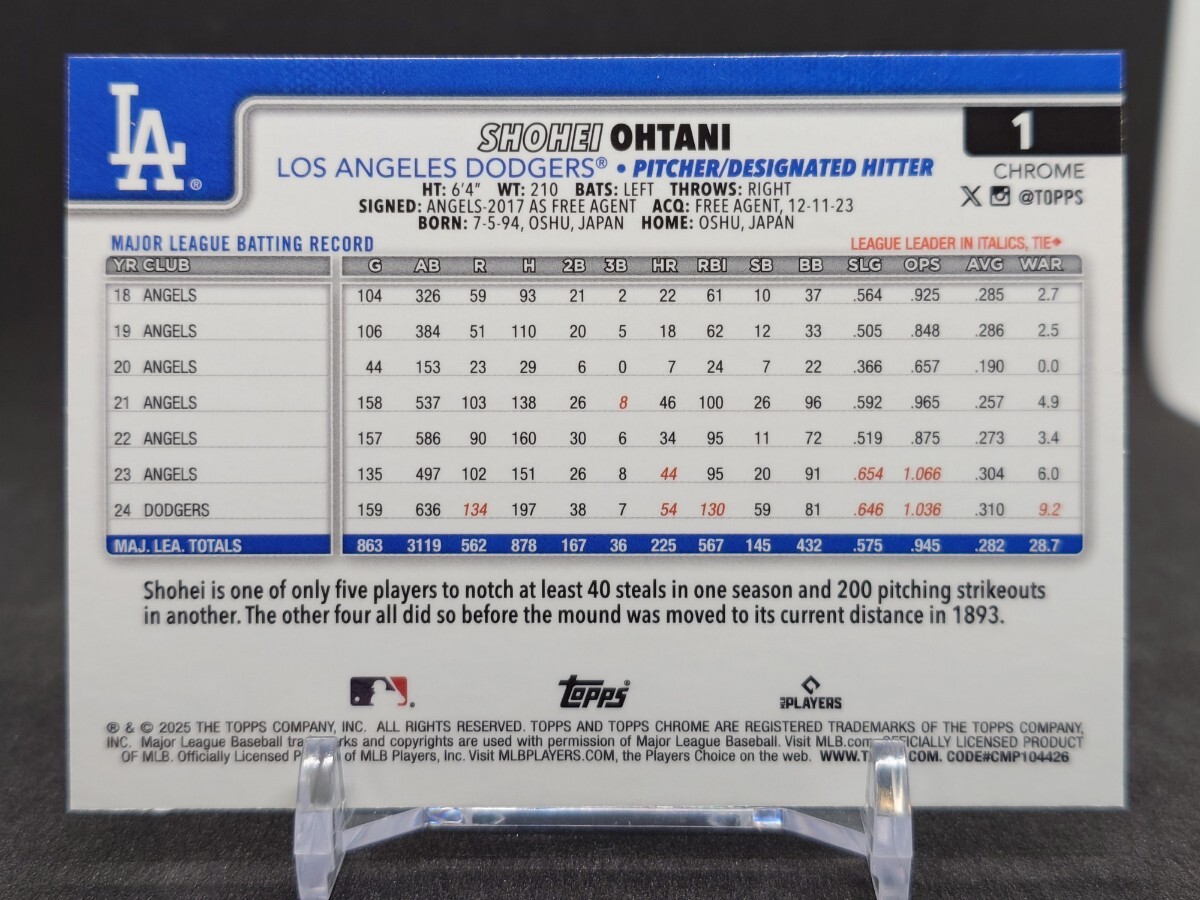 LA®
SHOHEI OHTANI
1
LOS ANGELES DODGERS® • PITCHER/DESIGNATED HITTER
CHROME
HT: 6'4" WT: 210 BATS: LEFT THROWS: RIGHT
@TOPPS
SIGNED: ANGELS-2017 AS FREE AGENT ACQ: FREE AGENT, 12-11-23
BORN: 7-5-94, OSHU, JAPAN HOME: OSHU, JAPAN
MAJOR LEAGUE BATTING RECORD LEAGUE LEADER IN ITALICS, TIE♦
YR CLUB G AB R H 2B 3B HR RBI SB BB SLG OPS AVG WAR
18 ANGELS 104 326 59 93 21 2 22 61 10 37 .564 .925 .285 2.7
19 ANGELS 106 384 51 110 20 5 18 62 12 33 .505 .848 .286 2.5
20 ANGELS 44 153 23 29 6 0 7 24 7 22 .366 .657 .190 0.0
21 ANGELS 158 537 103 138 26 8 46 100 26 96 .592 .965 .257 4.9
22 ANGELS 157 586 90 160 30 6 34 95 11 72 .519 .875 .273 3.4
23 ANGELS 135 497 102 151 26 8 44 95 20 91 .654 1.066 .304 6.0
24 DODGERS 159 636 134 197 38 7 54 130 59 81 .646 1.036 .310 9.2
MAJ. LEA. TOTALS 863 3119 562 878 167 36 225 567 145 432 .575 .945 .282 28.7
Shohei is one of only five players to notch at least 40 steals in one season and 200 pitching strikeouts
in another. The other four all did so before the mound was moved to its current distance in 1893.
Topps®
MLB PLAYERS
® & © 2025 THE TOPPS COMPANY, INC. ALL RIGHTS RESERVED. TOPPS AND TOPPS CHROME ARE REGISTERED TRADEMARKS OF THE TOPPS COMPANY,
INC. Major League Baseball and copyrights are used with permission of Major League Baseball. Visit MLB.com. LICENSED PRODUCT
OF MLB. Officially Licensed of MLB Players, Inc. Visit MLBPLAYERS.COM, the Players Choice on the web. CODE#CMP104426